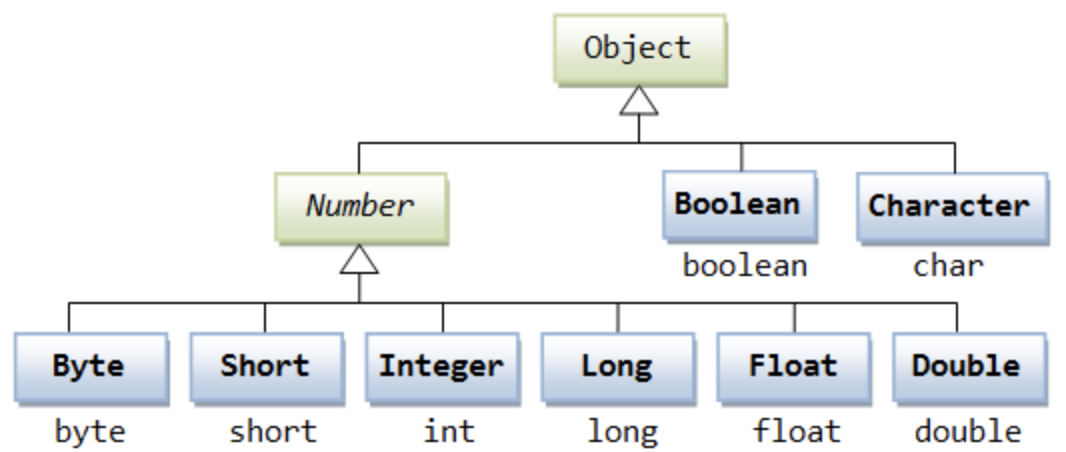 Object
Number
Boolean
Character
boolean
char
Byte
Short
Integer
Long
Float
Double
byte
short
int
long
float
double